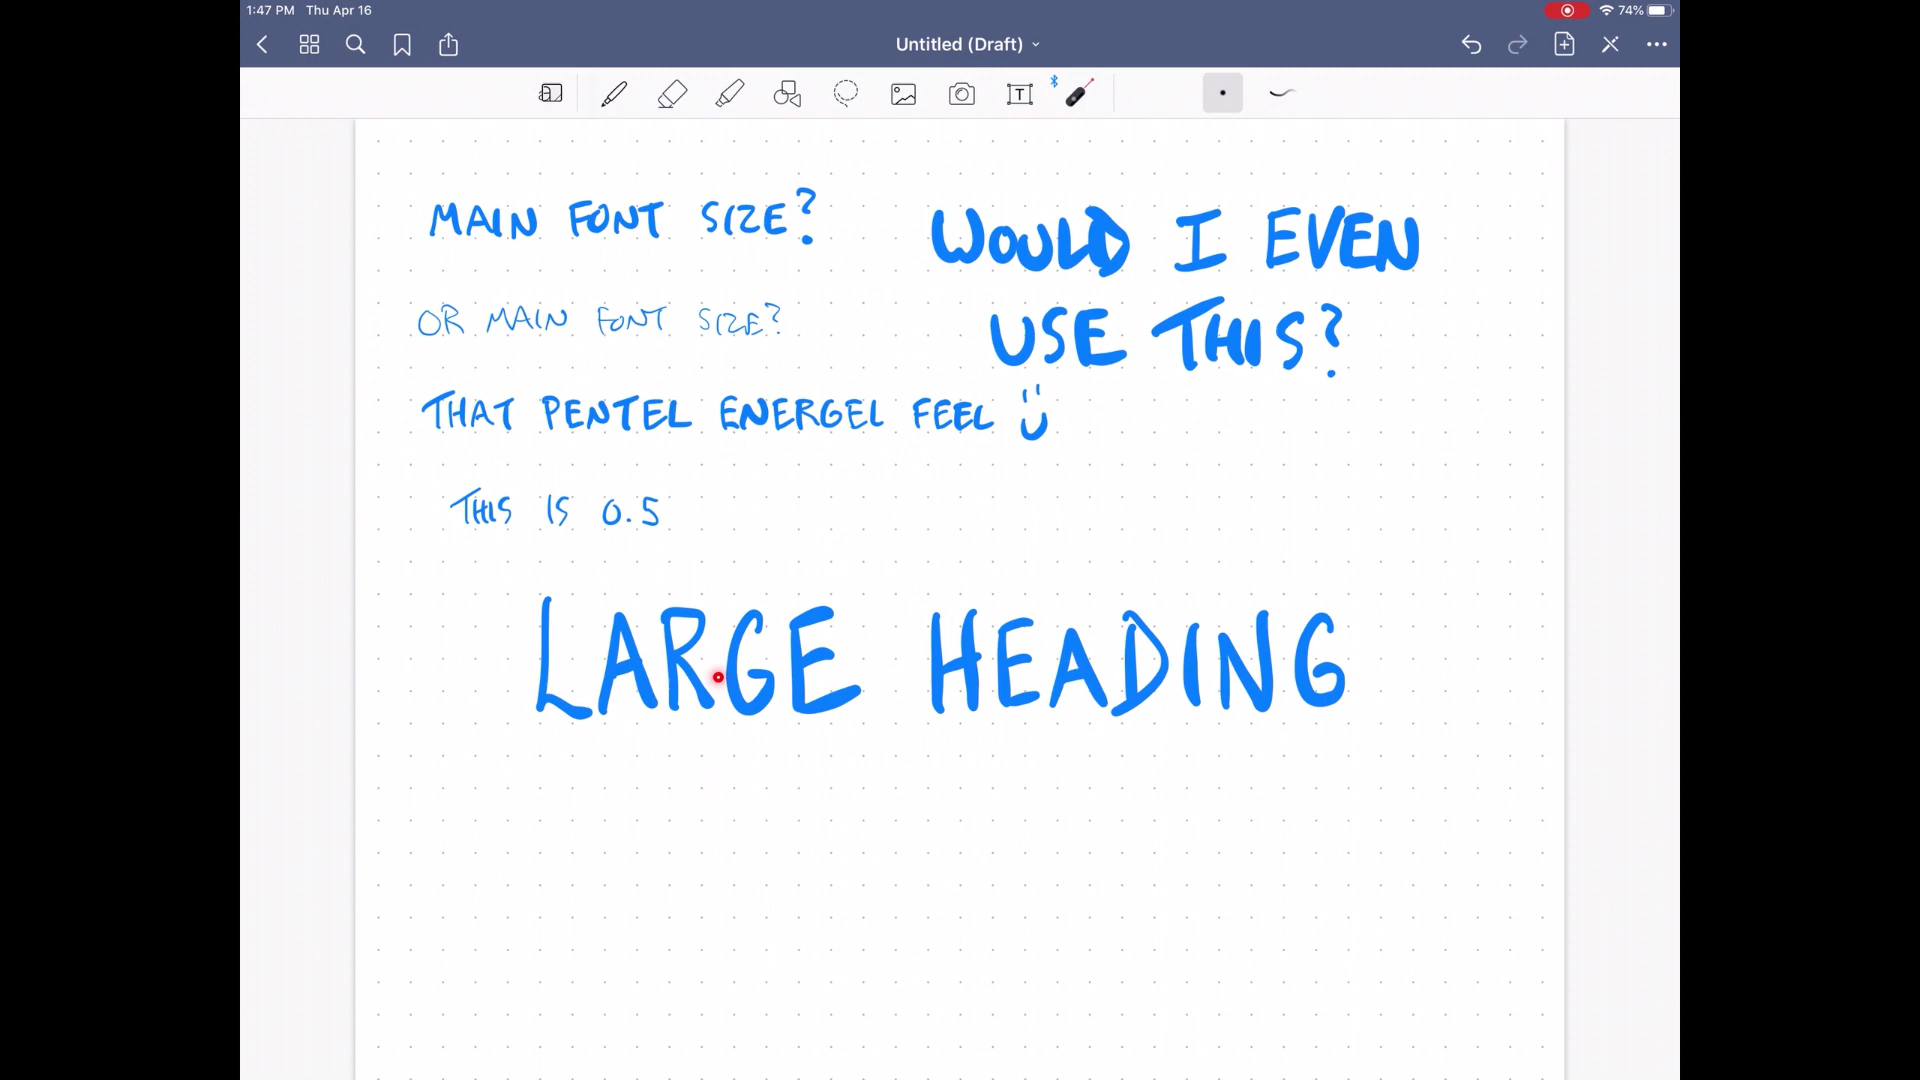 1:47 PM Thu Apr 16
74%
Untitled (Draft)
MAIN FONT SIZE?
WOULD I EVEN
USE THIS?
OR MAIN FONT SIZE?
THAT PENTEL ENERGEL FEEL
THIS IS 0.5
LARGE HEADING